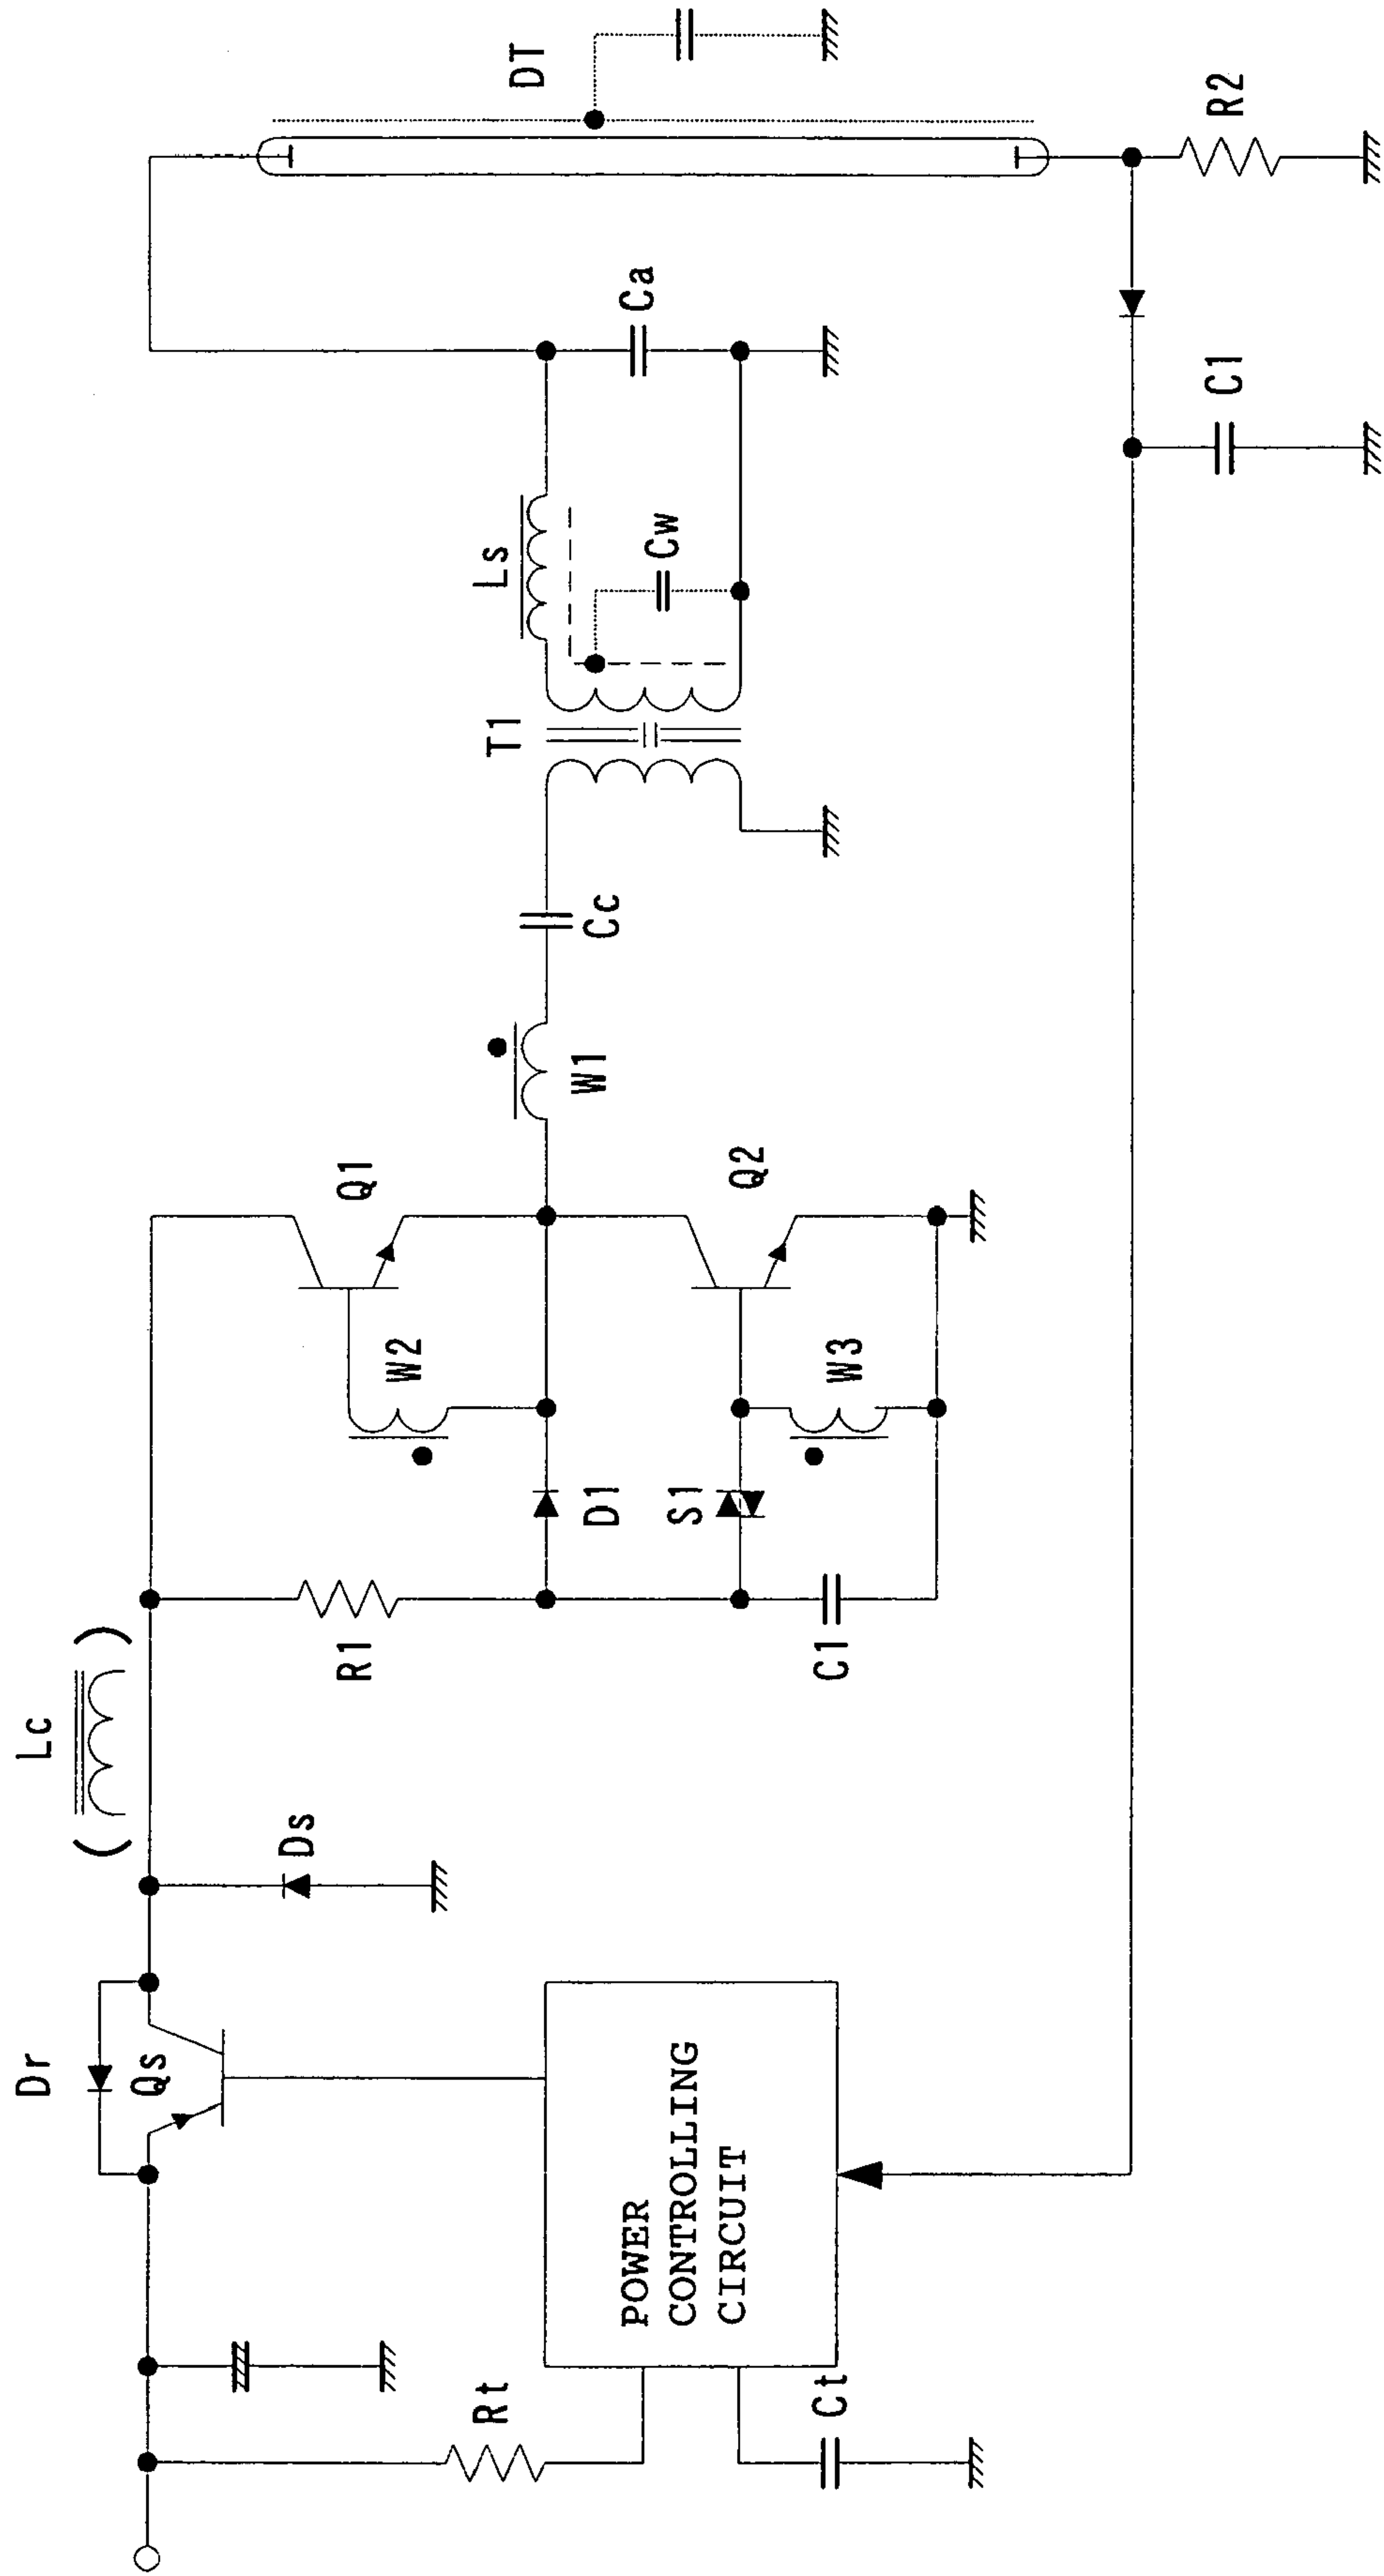 Dr
Qs
Lc
Ds
Rt
POWER
CONTROLLING
CIRCUIT
Ct
R1
D1
S1
C1
W2
W3
Q1
Q2
W1
Cc
T1
Ls
Cw
Ca
DT
C1
R2